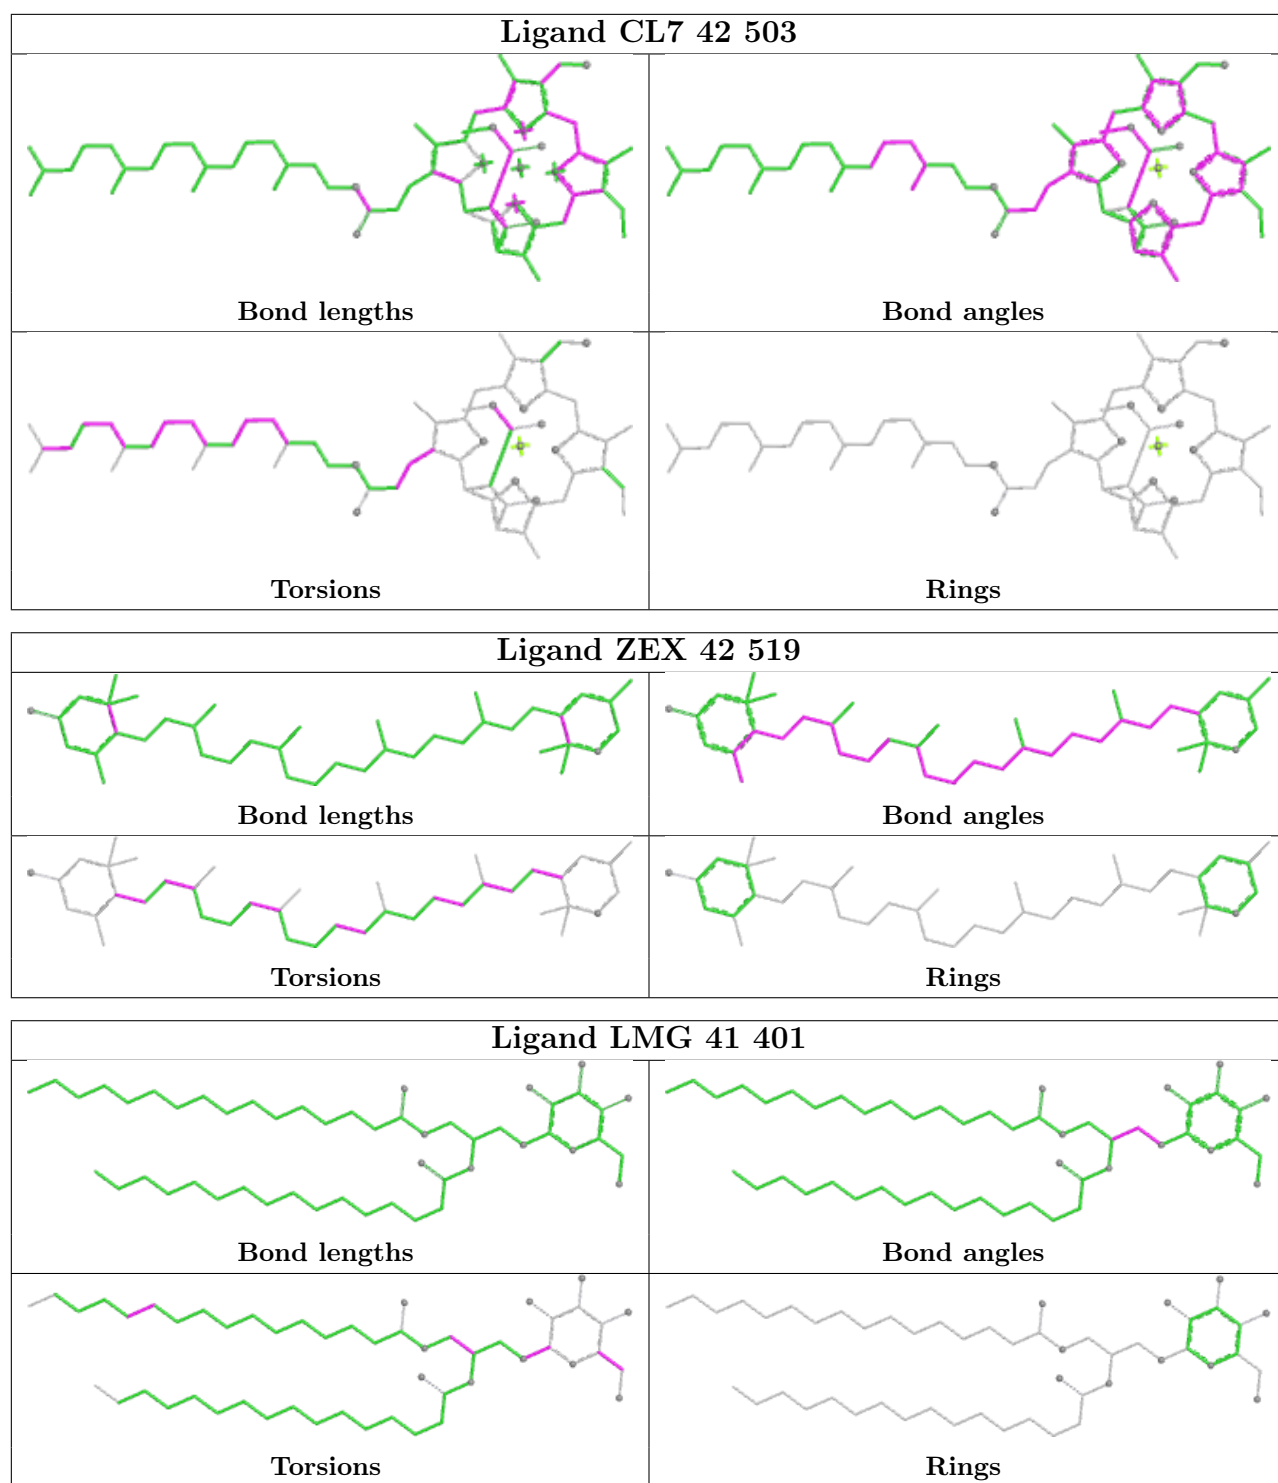 Ligand CL7 42 503
Bond lengths
Bond angles
Torsions
Rings
Ligand ZEX 42 519
Bond lengths
Bond angles
Torsions
Rings
Ligand LMG 41 401
Bond lengths
Bond angles
Torsions
Rings